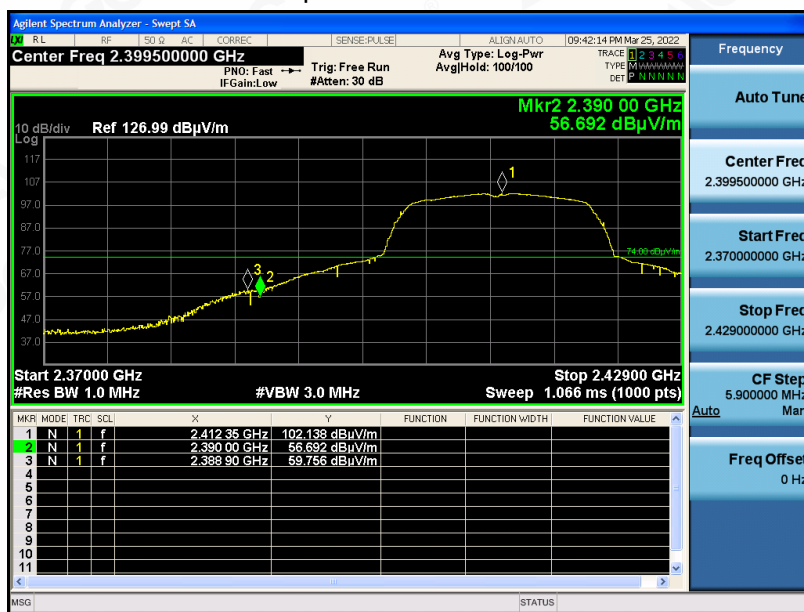 Agilent Spectrum Analyzer - Swept SA
LXI RL RF 50 Ω AC CORREC SENSE:PULSE ALIGN AUTO 09:42:14 PM Mar 25, 2022
Center Freq 2.399500000 GHz
PNO: Fast
IFGain:Low
Trig: Free Run
#Atten: 30 dB
Avg Type: Log-Pwr
Avg|Hold: 100/100
TRACE 1 2 3 4 5 6
TYPE M
DET P N N N N N
Mkr2 2.390 00 GHz
56.692 dBµV/m
10 dB/div Ref 126.99 dBµV/m
Log
117
107
97.0
87.0
77.0
67.0
57.0
47.0
37.0
1
3
2
74.00 dBµV/m
Start 2.37000 GHz Stop 2.42900 GHz
#Res BW 1.0 MHz #VBW 3.0 MHz Sweep 1.066 ms (1000 pts)
MKR MODE TRC SCL X Y FUNCTION FUNCTION WIDTH FUNCTION VALUE
1 N 1 f 2.412 35 GHz 102.138 dBµV/m
2 N 1 f 2.390 00 GHz 56.692 dBµV/m
3 N 1 f 2.388 90 GHz 59.756 dBµV/m
4
5
6
7
8
9
10
11
MSG STATUS
Frequency
Auto Tune
Center Freq
2.399500000 GHz
Start Freq
2.370000000 GHz
Stop Freq
2.429000000 GHz
CF Step
5.900000 MHz
Auto Man
Freq Offset
0 Hz